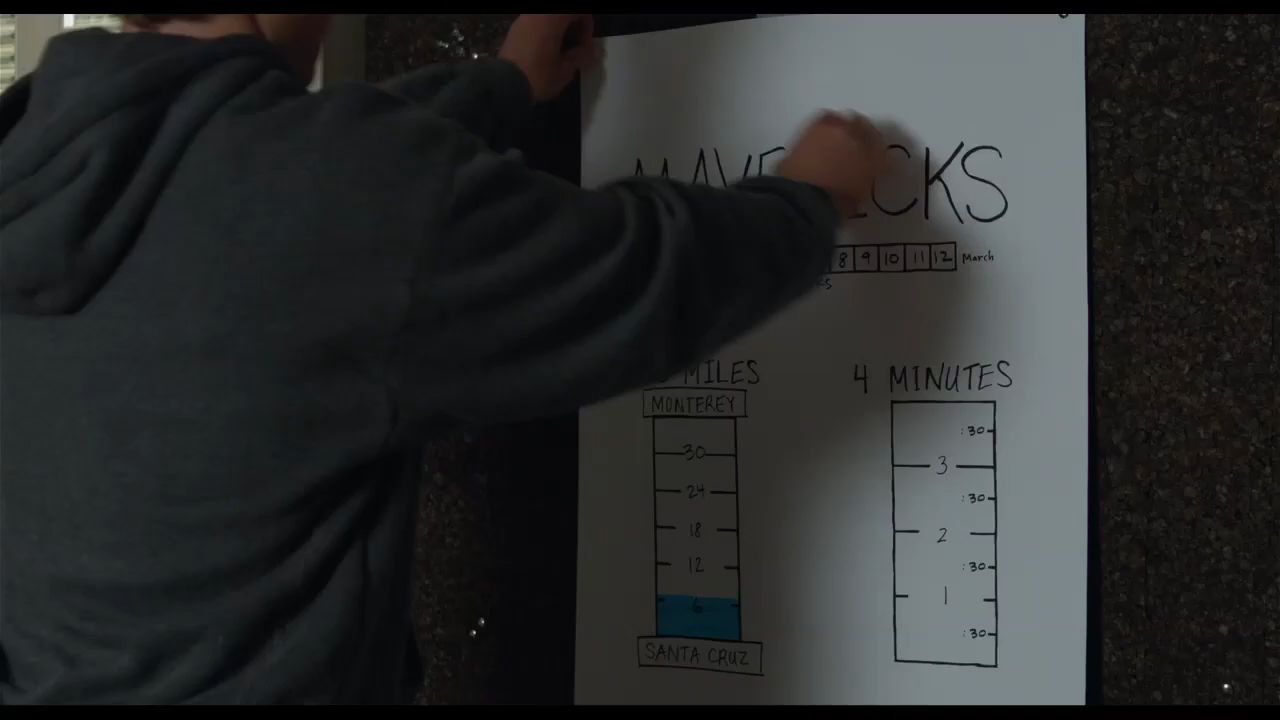 MAVE CKS
8 9 10 11 12 March
MILES
MONTEREY
30
24
18
12
6
SANTA CRUZ
4 MINUTES
:30
3
:30
2
:30
1
:30